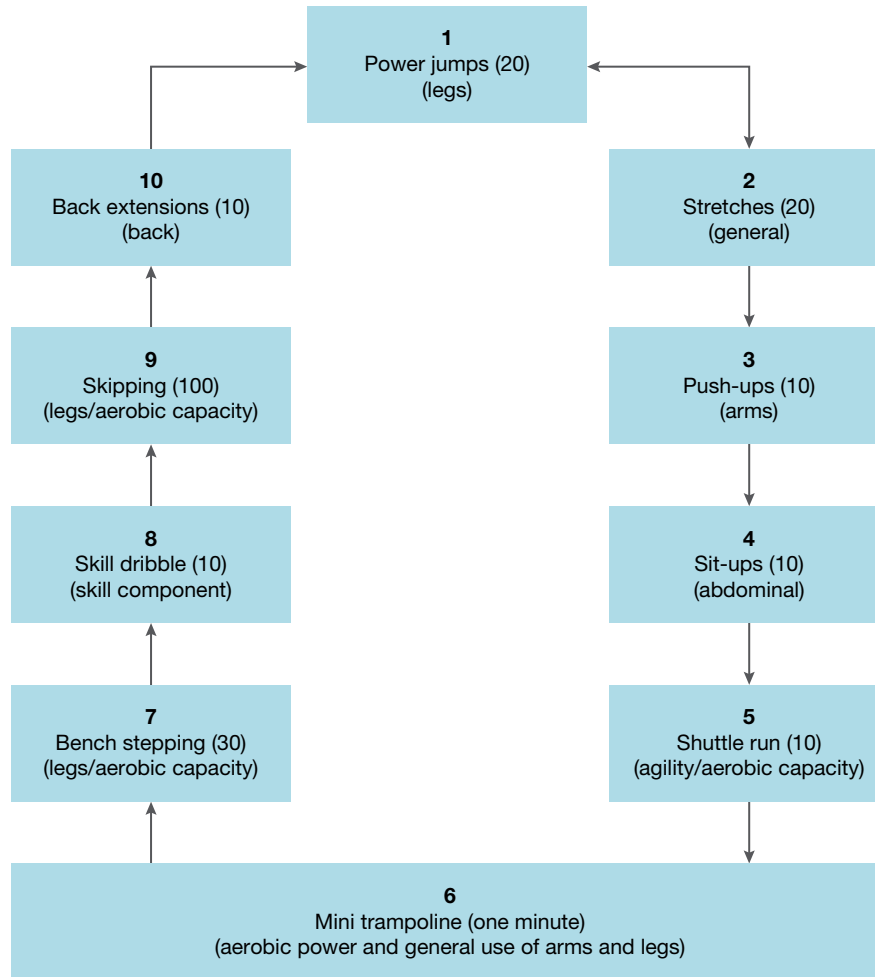 1
Power jumps (20)
(legs)
2
Stretches (20)
(general)
3
Push-ups (10)
(arms)
4
Sit-ups (10)
(abdominal)
5
Shuttle run (10)
(agility/aerobic capacity)
6
Mini trampoline (one minute)
(aerobic power and general use of arms and legs)
7
Bench stepping (30)
(legs/aerobic capacity)
8
Skill dribble (10)
(skill component)
9
Skipping (100)
(legs/aerobic capacity)
10
Back extensions (10)
(back)